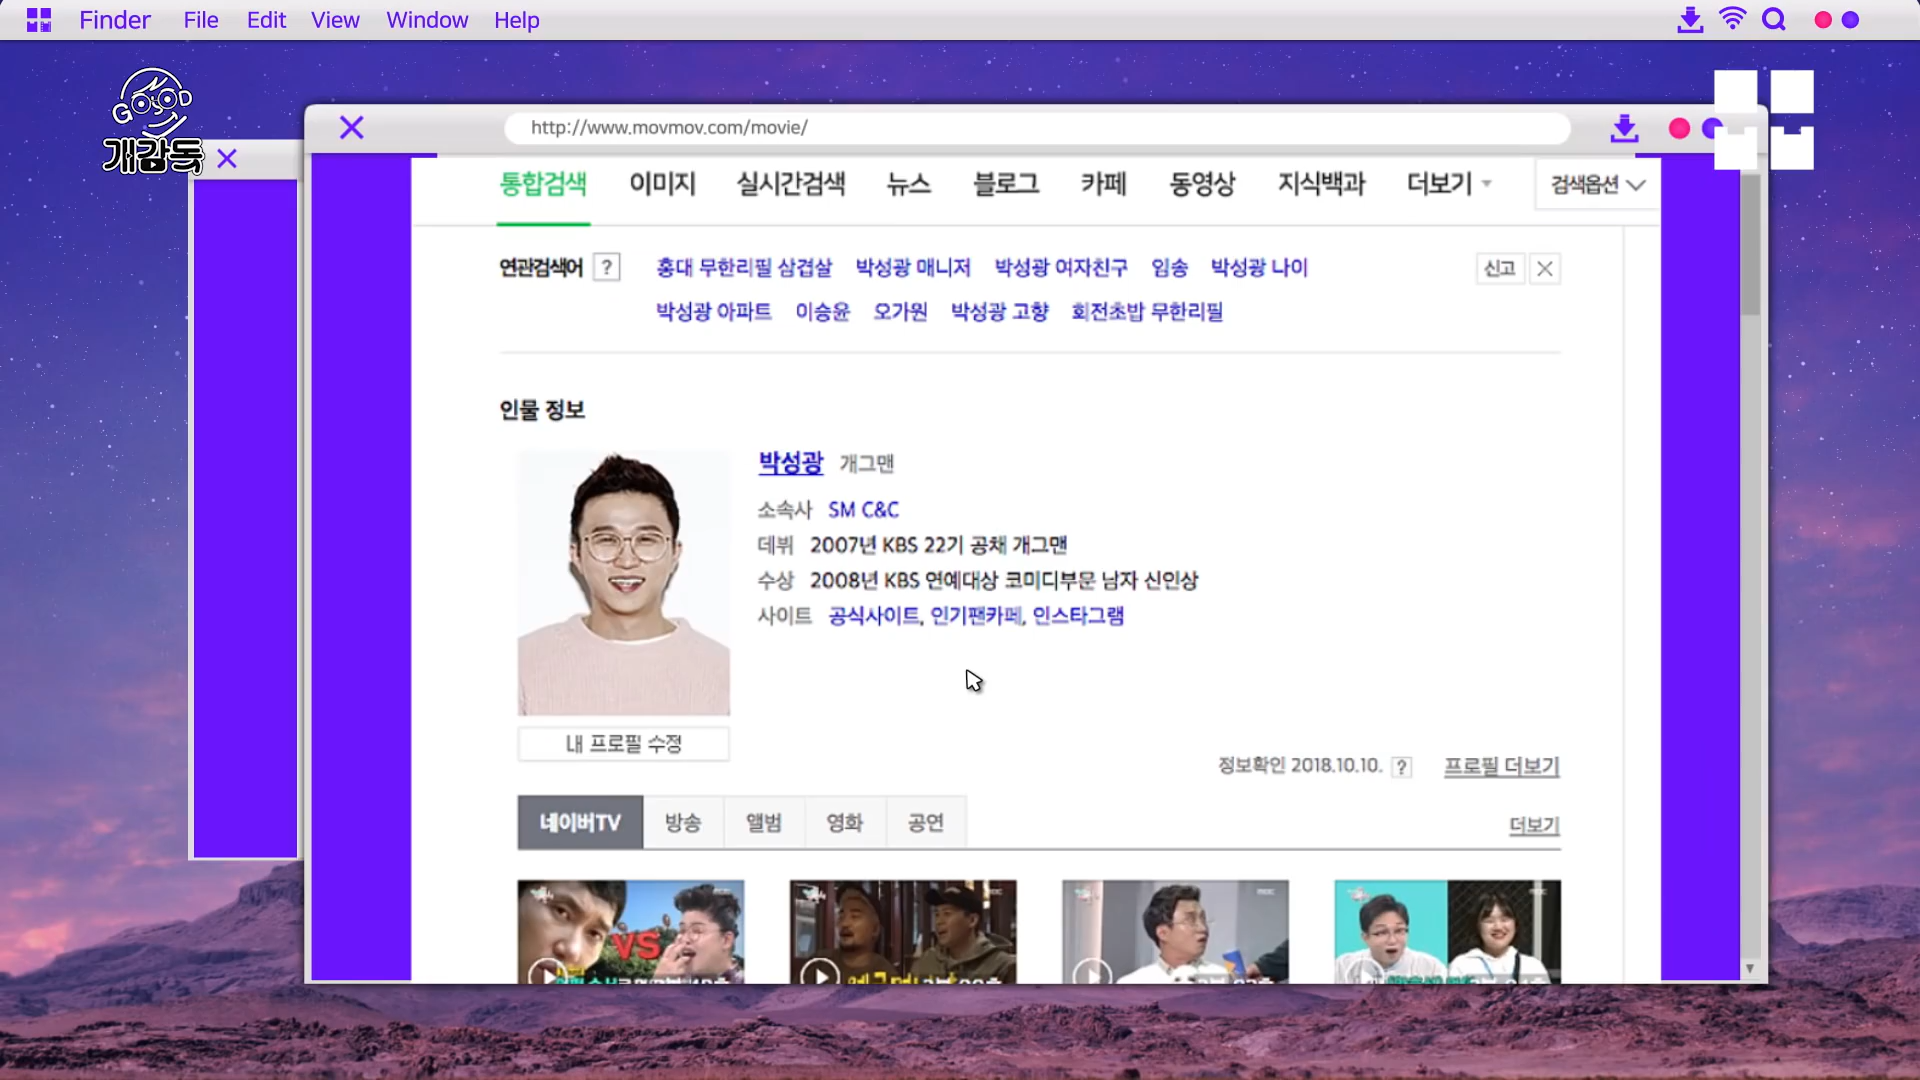 Finder File Edit View Window Help
GOOD
개감독
http://www.movmov.com/movie/
통합검색 이미지 실시간검색 뉴스 블로그 카페 동영상 지식백과 더보기 검색옵션
연관검색어 ? 홍대 무한리필 삼겹살 박성광 매니저 박성광 여자친구 임송 박성광 나이 신고
박성광 아파트 이승윤 오가원 박성광 고향 회전초밥 무한리필
인물 정보
박성광 개그맨
소속사 SM C&C
데뷔 2007년 KBS 22기 공채 개그맨
수상 2008년 KBS 연예대상 코미디부문 남자 신인상
사이트 공식사이트, 인기팬카페, 인스타그램
내 프로필 수정
정보확인 2018.10.10. ? 프로필 더보기
네이버TV 방송 앨범 영화 공연 더보기
VS